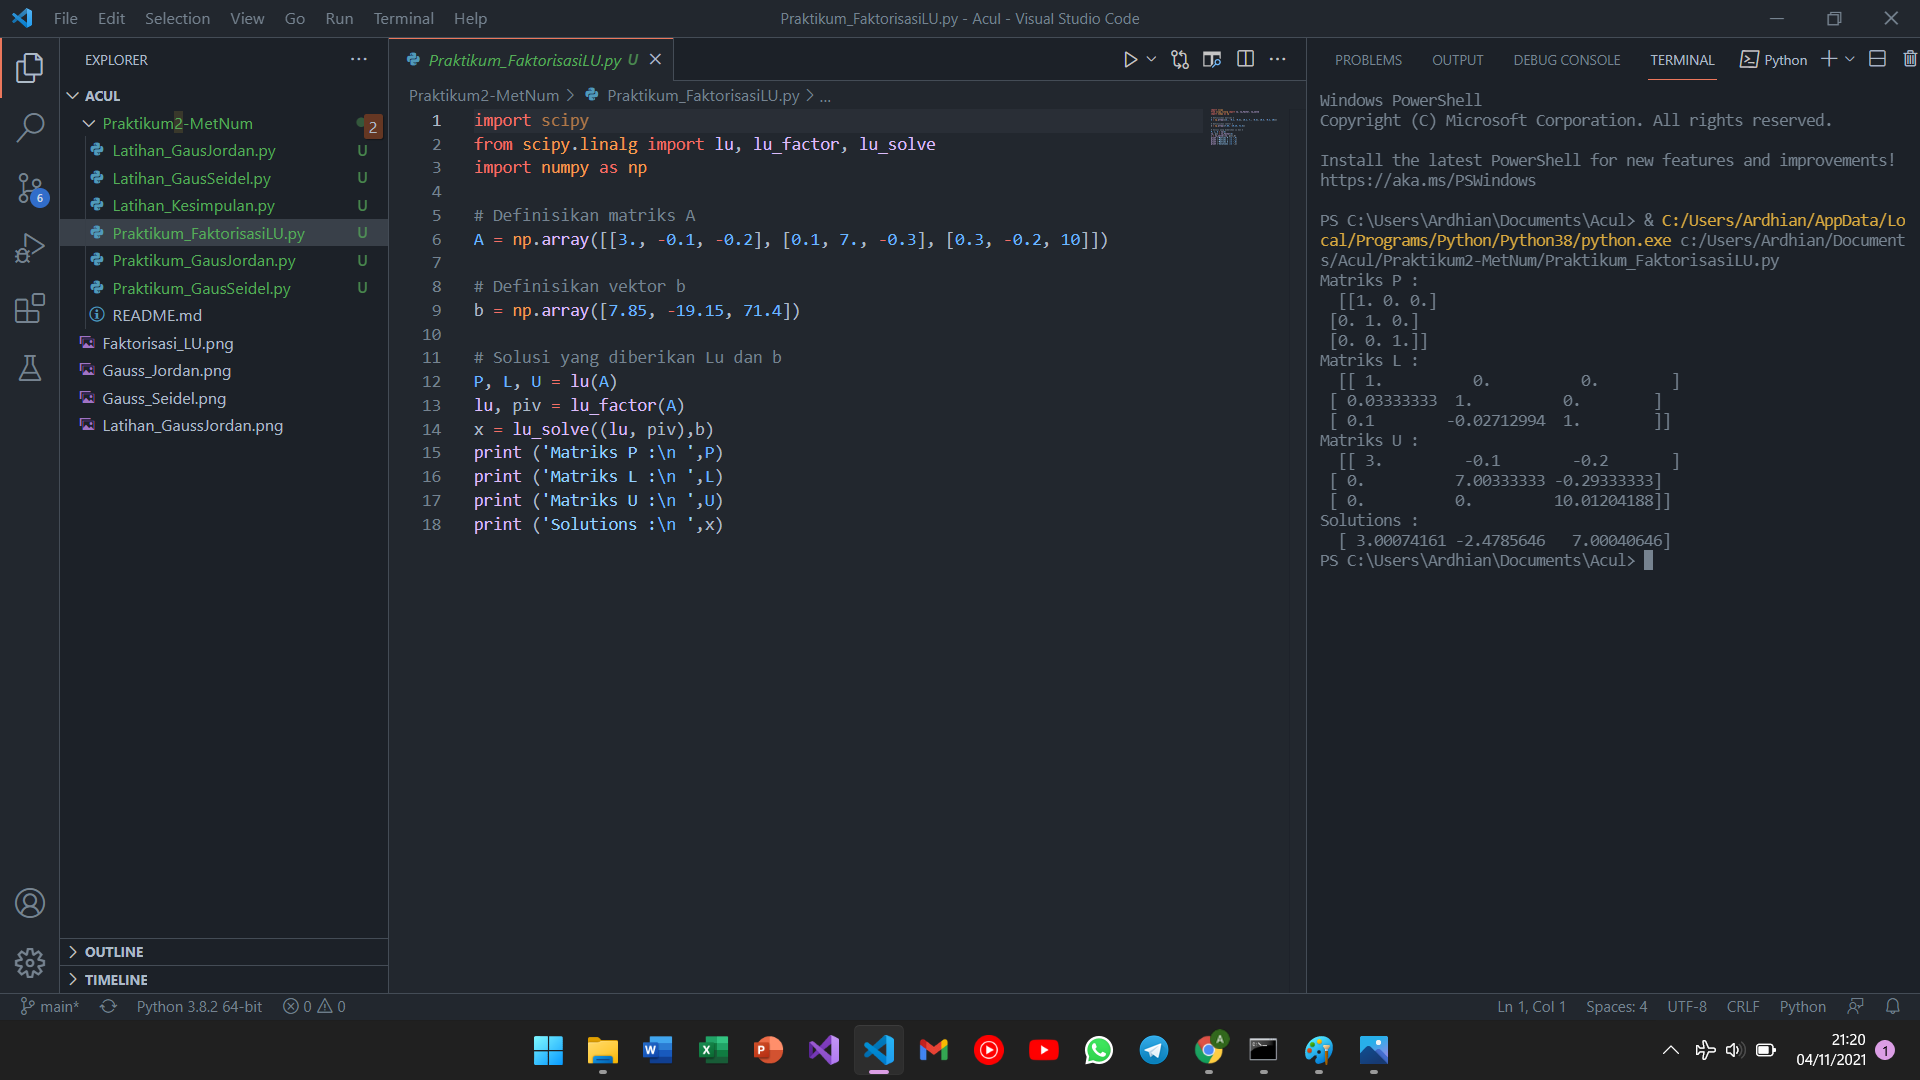 File Edit Selection View Go Run Terminal Help
Praktikum_FaktorisasiLU.py - Acul - Visual Studio Code
EXPLORER
ACUL
Praktikum2-MetNum
2
Latihan_GausJordan.py U
Latihan_GausSeidel.py U
Latihan_Kesimpulan.py U
Praktikum_FaktorisasiLU.py U
Praktikum_GausJordan.py U
Praktikum_GausSeidel.py U
README.md
Faktorisasi_LU.png
Gauss_Jordan.png
Gauss_Seidel.png
Latihan_GaussJordan.png
6
OUTLINE
TIMELINE
Praktikum_FaktorisasiLU.py U
Praktikum2-MetNum > Praktikum_FaktorisasiLU.py > ...
1 import scipy
2 from scipy.linalg import lu, lu_factor, lu_solve
3 import numpy as np
4
5 # Definisikan matriks A
6 A = np.array([[3., -0.1, -0.2], [0.1, 7., -0.3], [0.3, -0.2, 10]])
7
8 # Definisikan vektor b
9 b = np.array([7.85, -19.15, 71.4])
10
11 # Solusi yang diberikan Lu dan b
12 P, L, U = lu(A)
13 lu, piv = lu_factor(A)
14 x = lu_solve((lu, piv),b)
15 print ('Matriks P :\n ',P)
16 print ('Matriks L :\n ',L)
17 print ('Matriks U :\n ',U)
18 print ('Solutions :\n ',x)
PROBLEMS OUTPUT DEBUG CONSOLE TERMINAL Python
Windows PowerShell
Copyright (C) Microsoft Corporation. All rights reserved.
Install the latest PowerShell for new features and improvements!
https://aka.ms/PSWindows
PS C:\Users\Ardhian\Documents\Acul> & C:/Users/Ardhian/AppData/Lo
cal/Programs/Python/Python38/python.exe c:/Users/Ardhian/Document
s/Acul/Praktikum2-MetNum/Praktikum_FaktorisasiLU.py
Matriks P :
[[1. 0. 0.]
[0. 1. 0.]
[0. 0. 1.]]
Matriks L :
[[ 1. 0. 0. ]
[ 0.03333333 1. 0. ]
[ 0.1 -0.02712994 1. ]]
Matriks U :
[[ 3. -0.1 -0.2 ]
[ 0. 7.00333333 -0.29333333]
[ 0. 0. 10.01204188]]
Solutions :
[ 3.00074161 -2.4785646 7.00040646]
PS C:\Users\Ardhian\Documents\Acul>
main* Python 3.8.2 64-bit 0 0
Ln 1, Col 1 Spaces: 4 UTF-8 CRLF Python
21:20
04/11/2021
1